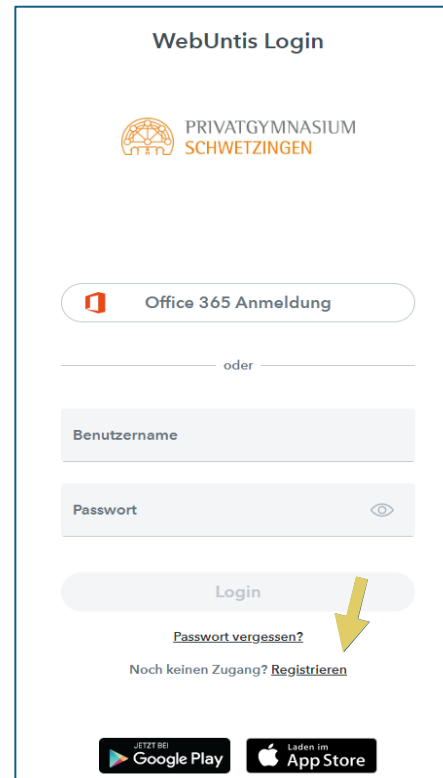 WebUntis Login
PRIVATGYMNASIUM
SCHWETZINGEN
Office 365 Anmeldung
oder
Benutzername
Passwort
Login
Passwort vergessen?
Noch keinen Zugang? Registrieren
JETZT BEI
Google Play
Laden im
App Store